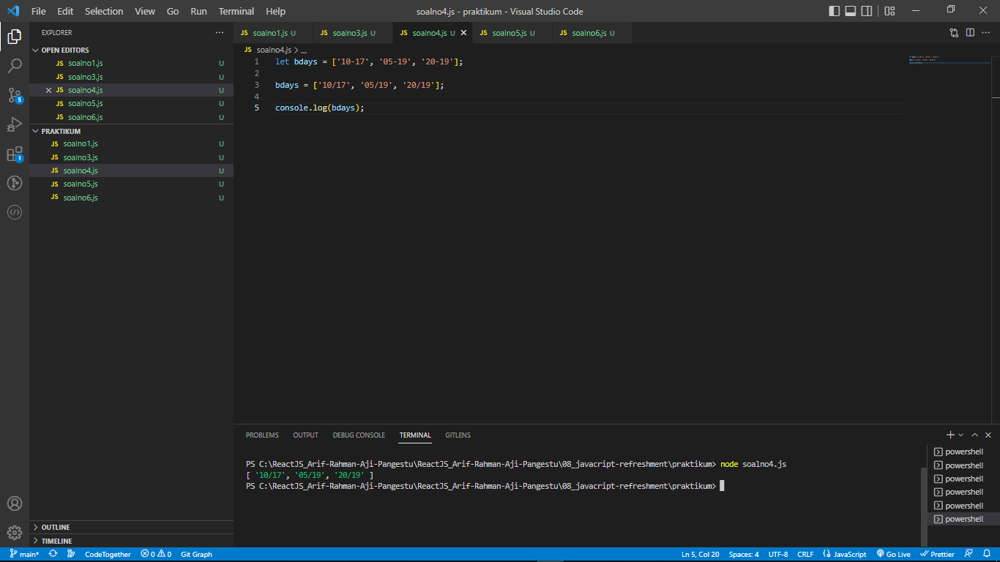 File Edit Selection View Go Run Terminal Help soalno4.js - praktikum - Visual Studio Code
EXPLORER ...
OPEN EDITORS
JS soalno1.js U
JS soalno3.js U
JS soalno4.js U
JS soalno5.js U
JS soalno6.js U
PRAKTIKUM
JS soalno1.js U
JS soalno3.js U
JS soalno4.js U
JS soalno5.js U
JS soalno6.js U
OUTLINE
TIMELINE
5
1
JS soalno1.js U JS soalno3.js U JS soalno4.js U JS soalno5.js U JS soalno6.js U
JS soalno4.js > ...
1 let bdays = ['10-17', '05-19', '20-19'];
2
3 bdays = ['10/17', '05/19', '20/19'];
4
5 console.log(bdays);
PROBLEMS OUTPUT DEBUG CONSOLE TERMINAL GITLENS
PS C:\ReactJS_Arif-Rahman-Aji-Pangestu\ReactJS_Arif-Rahman-Aji-Pangestu\08_javacript-refreshment\praktikum> node soalno4.js
[ '10/17', '05/19', '20/19' ]
PS C:\ReactJS_Arif-Rahman-Aji-Pangestu\ReactJS_Arif-Rahman-Aji-Pangestu\08_javacript-refreshment\praktikum>
powershell
powershell
powershell
powershell
powershell
powershell
main* CodeTogether 0 0 Git Graph Ln 5, Col 20 Spaces: 4 UTF-8 CRLF {} JavaScript Go Live Prettier